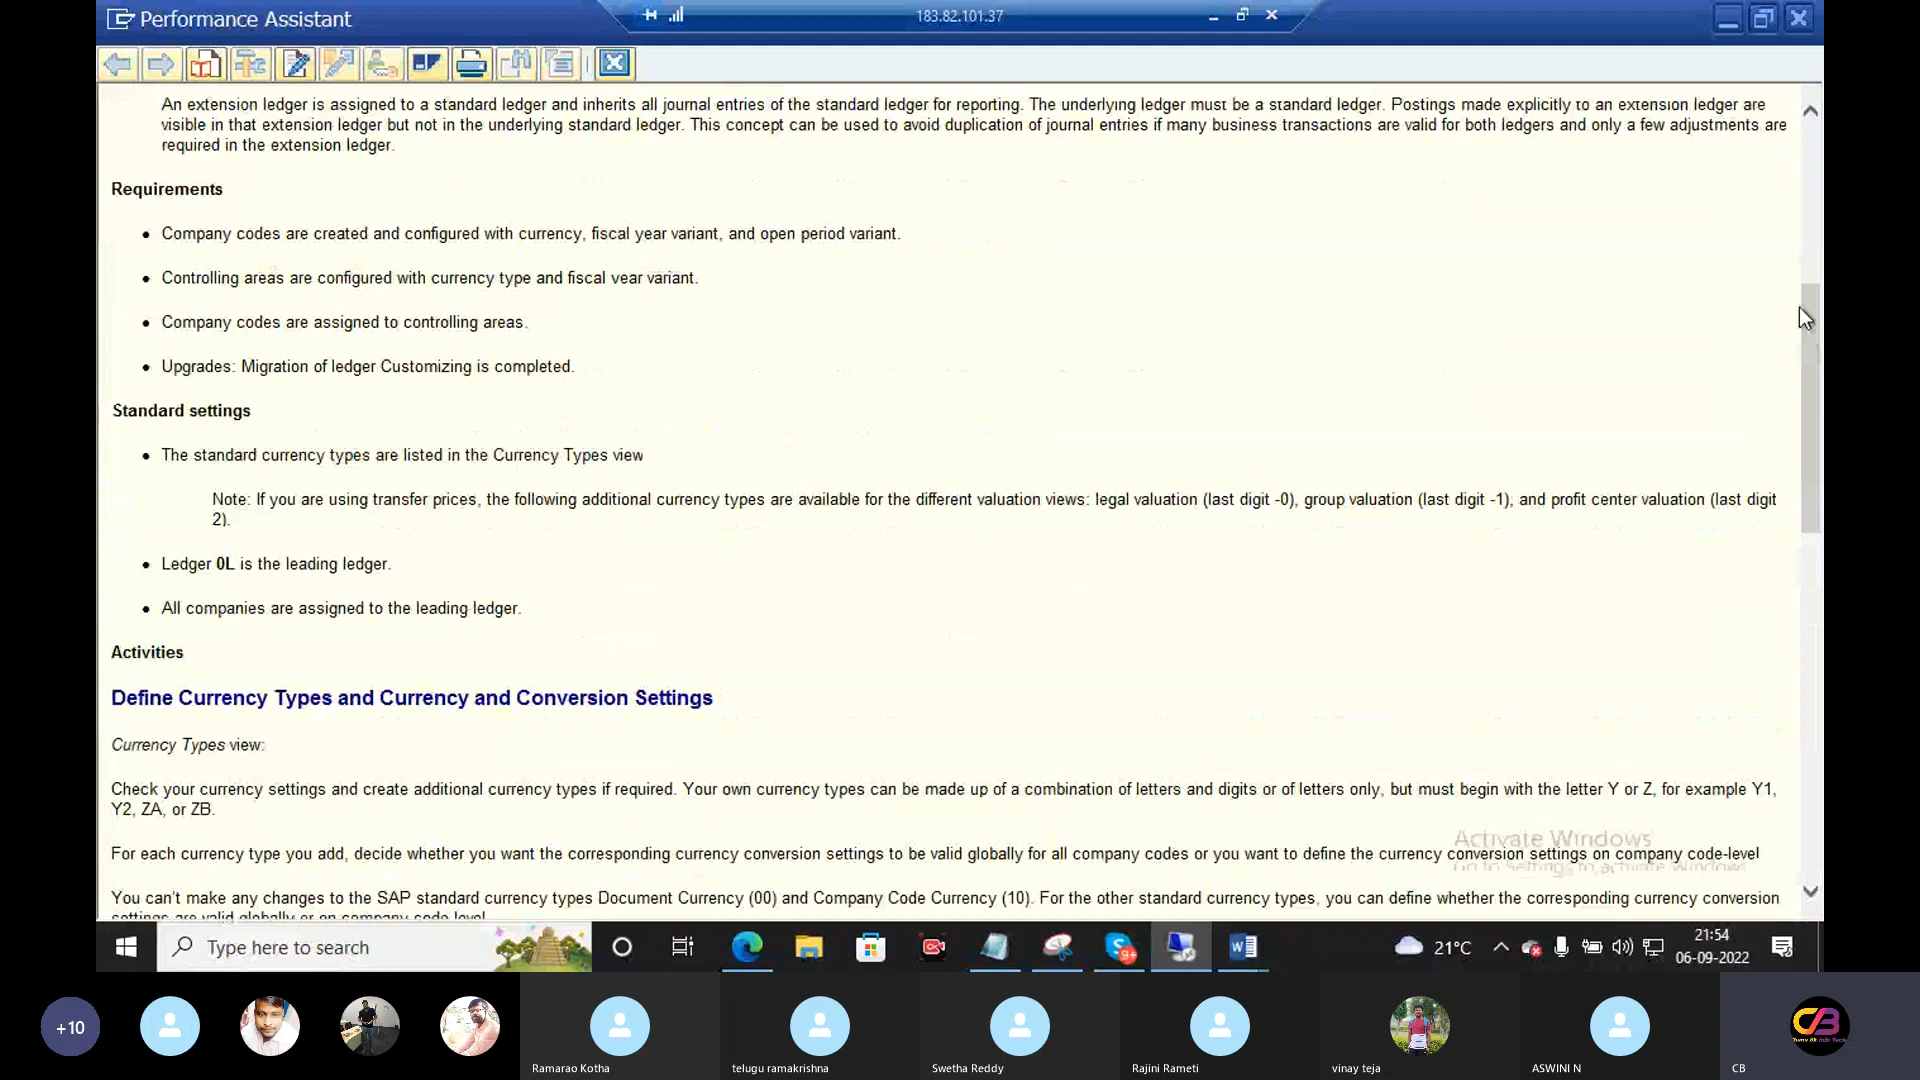 Performance Assistant
183.82.101.37
An extension ledger is assigned to a standard ledger and inherits all journal entries of the standard ledger for reporting. The underlying ledger must be a standard ledger. Postings made explicitly to an extension ledger are
visible in that extension ledger but not in the underlying standard ledger. This concept can be used to avoid duplication of journal entries if many business transactions are valid for both ledgers and only a few adjustments are
required in the extension ledger.
Requirements
• Company codes are created and configured with currency, fiscal year variant, and open period variant.
• Controlling areas are configured with currency type and fiscal year variant.
• Company codes are assigned to controlling areas.
• Upgrades: Migration of ledger Customizing is completed.
Standard settings
• The standard currency types are listed in the Currency Types view
Note: If you are using transfer prices, the following additional currency types are available for the different valuation views: legal valuation (last digit -0), group valuation (last digit -1), and profit center valuation (last digit
2).
• Ledger 0L is the leading ledger.
• All companies are assigned to the leading ledger.
Activities
Define Currency Types and Currency and Conversion Settings
Currency Types view:
Check your currency settings and create additional currency types if required. Your own currency types can be made up of a combination of letters and digits or of letters only, but must begin with the letter Y or Z, for example Y1,
Y2, ZA, or ZB.
Activate Windows
For each currency type you add, decide whether you want the corresponding currency conversion settings to be valid globally for all company codes or you want to define the currency conversion settings on company code-level
Go to Settings to activate Windows
You can't make any changes to the SAP standard currency types Document Currency (00) and Company Code Currency (10). For the other standard currency types, you can define whether the corresponding currency conversion
settings are valid globally or on company code level
Type here to search
9+
21°C
21:54
06-09-2022
+10
Ramarao Kotha
telugu ramakrishna
Swetha Reddy
Rajini Rameti
vinay teja
ASWINI N
CB